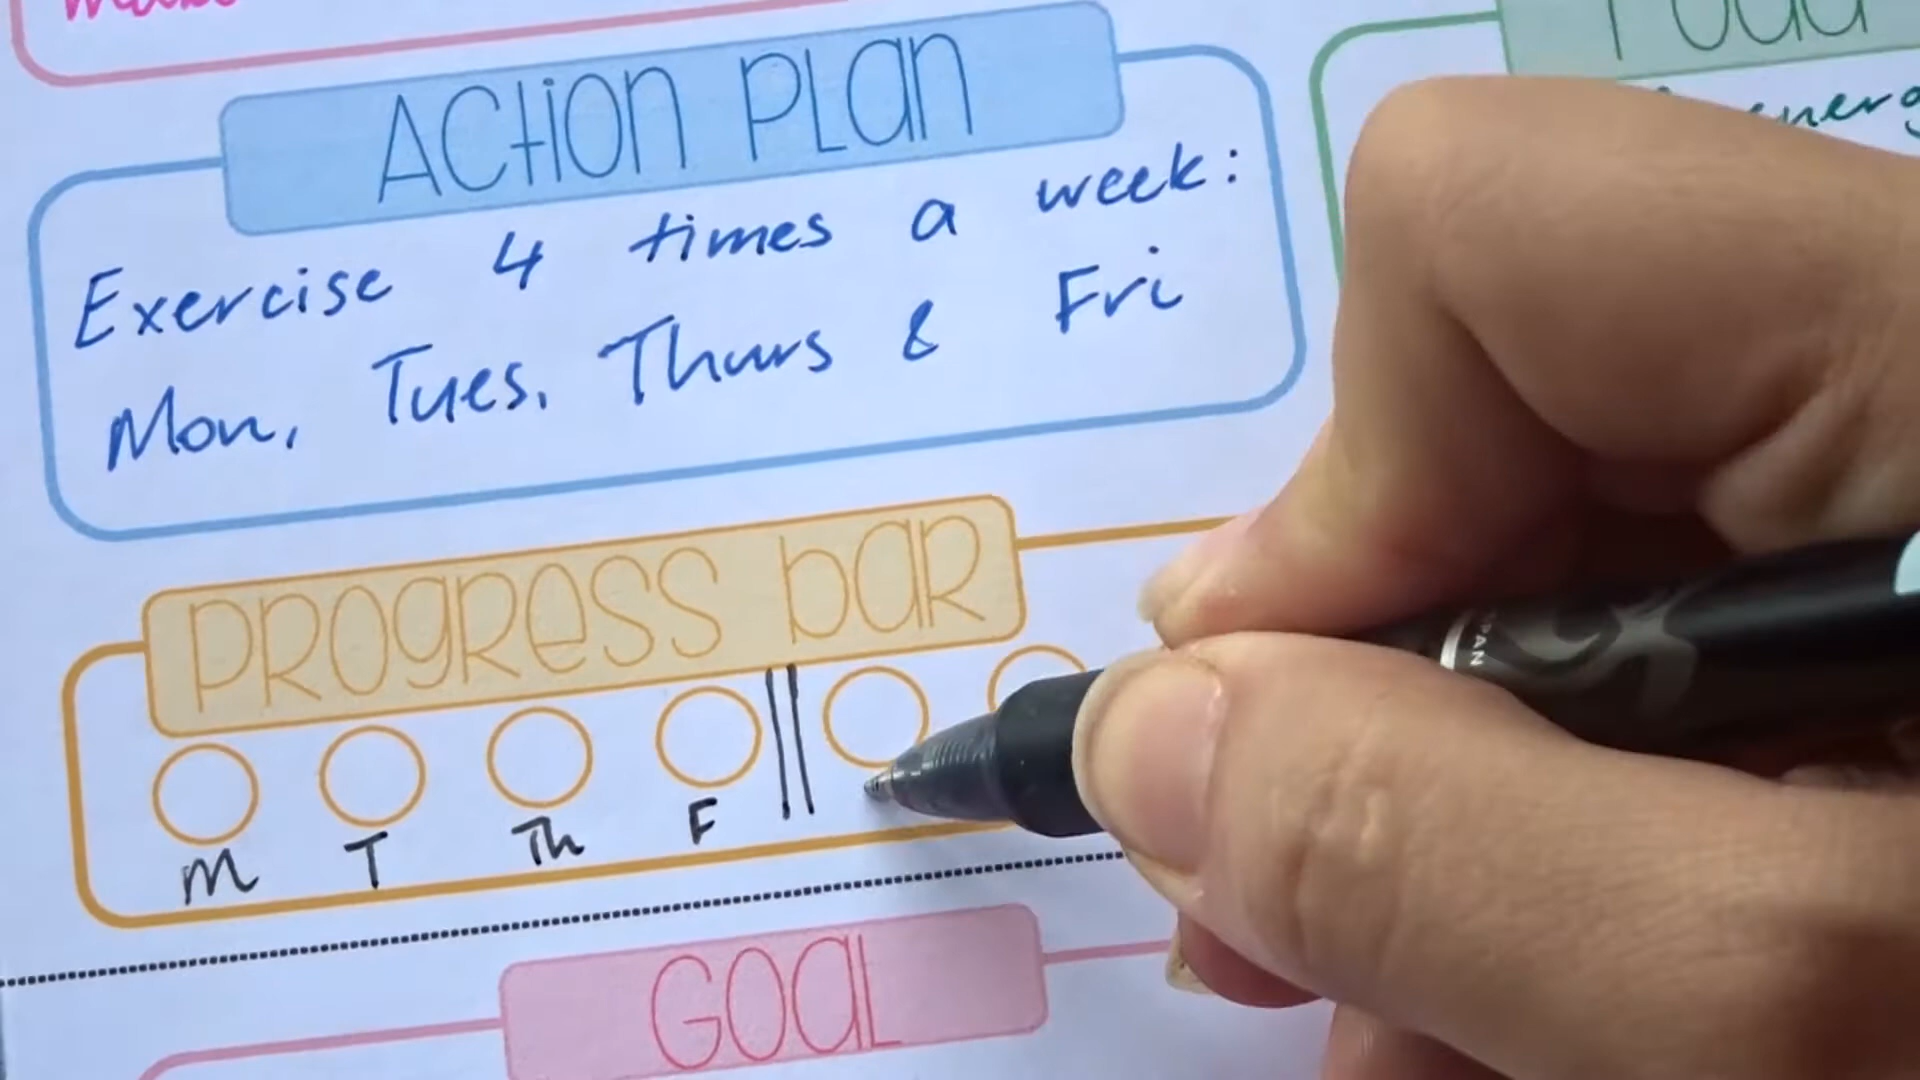 ACTION PLAN
Exercise 4 times a week:
Mon, Tues, Thurs & Fri
PROGRESS BAR
M T Th F
GOAL